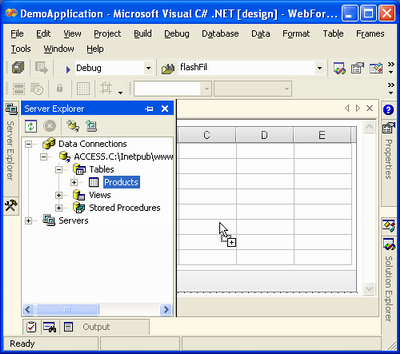 DemoApplication - Microsoft Visual C# .NET [design] - WebFor
File Edit View Project Build Debug
Database Data Format Table Frames
Tools Window Help
Debug flashFil
Server Explorer
Server Explorer
C D E
Data Connections
ACCESS.C:\Inetpub\www
Tables
Products
Views
Stored Procedures
Servers
Properties
Solution Explorer
Output
Ready